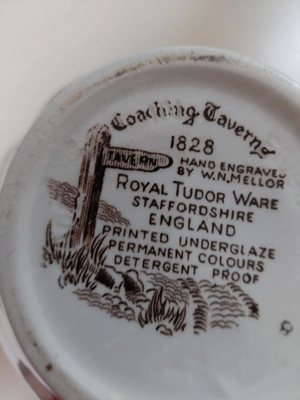 Coaching Taverns
1828
TAVERN
HAND ENGRAVED
BY W.N. MELLOR
ROYAL TUDOR WARE
STAFFORDSHIRE
ENGLAND
PRINTED UNDERGLAZE
PERMANENT COLOURS
DETERGENT PROOF